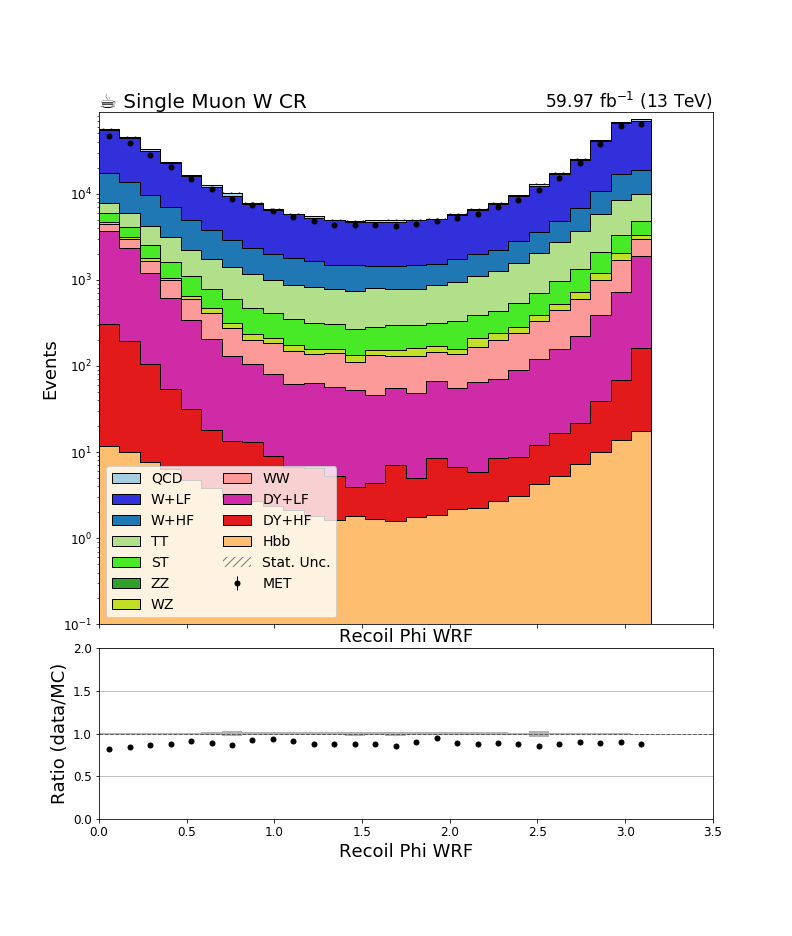 ☕ Single Muon W CR 59.97 fb⁻¹ (13 TeV)
Events
10⁴
10³
10²
10¹
10⁰
10⁻¹
QCD WW
W+LF DY+LF
W+HF DY+HF
TT Hbb
ST Stat. Unc.
ZZ MET
WZ
Recoil Phi WRF
Ratio (data/MC)
2.0
1.5
1.0
0.5
0.0
0.0 0.5 1.0 1.5 2.0 2.5 3.0 3.5
Recoil Phi WRF